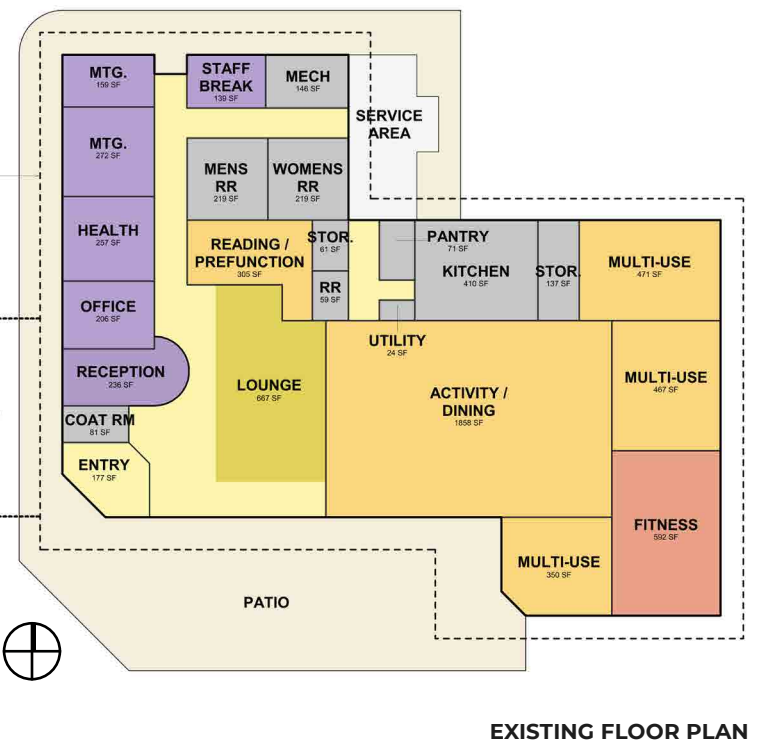 MTG.
159 SF
STAFF
BREAK
139 SF
MECH
146 SF
SERVICE
AREA
MTG.
272 SF
MENS
RR
219 SF
WOMENS
RR
219 SF
HEALTH
257 SF
READING /
PREFUNCTION
305 SF
STOR.
61 SF
RR
59 SF
PANTRY
71 SF
KITCHEN
410 SF
STOR.
137 SF
MULTI-USE
471 SF
OFFICE
206 SF
UTILITY
24 SF
RECEPTION
236 SF
LOUNGE
667 SF
ACTIVITY /
DINING
1858 SF
MULTI-USE
467 SF
COAT RM
81 SF
ENTRY
177 SF
FITNESS
592 SF
MULTI-USE
350 SF
PATIO
EXISTING FLOOR PLAN